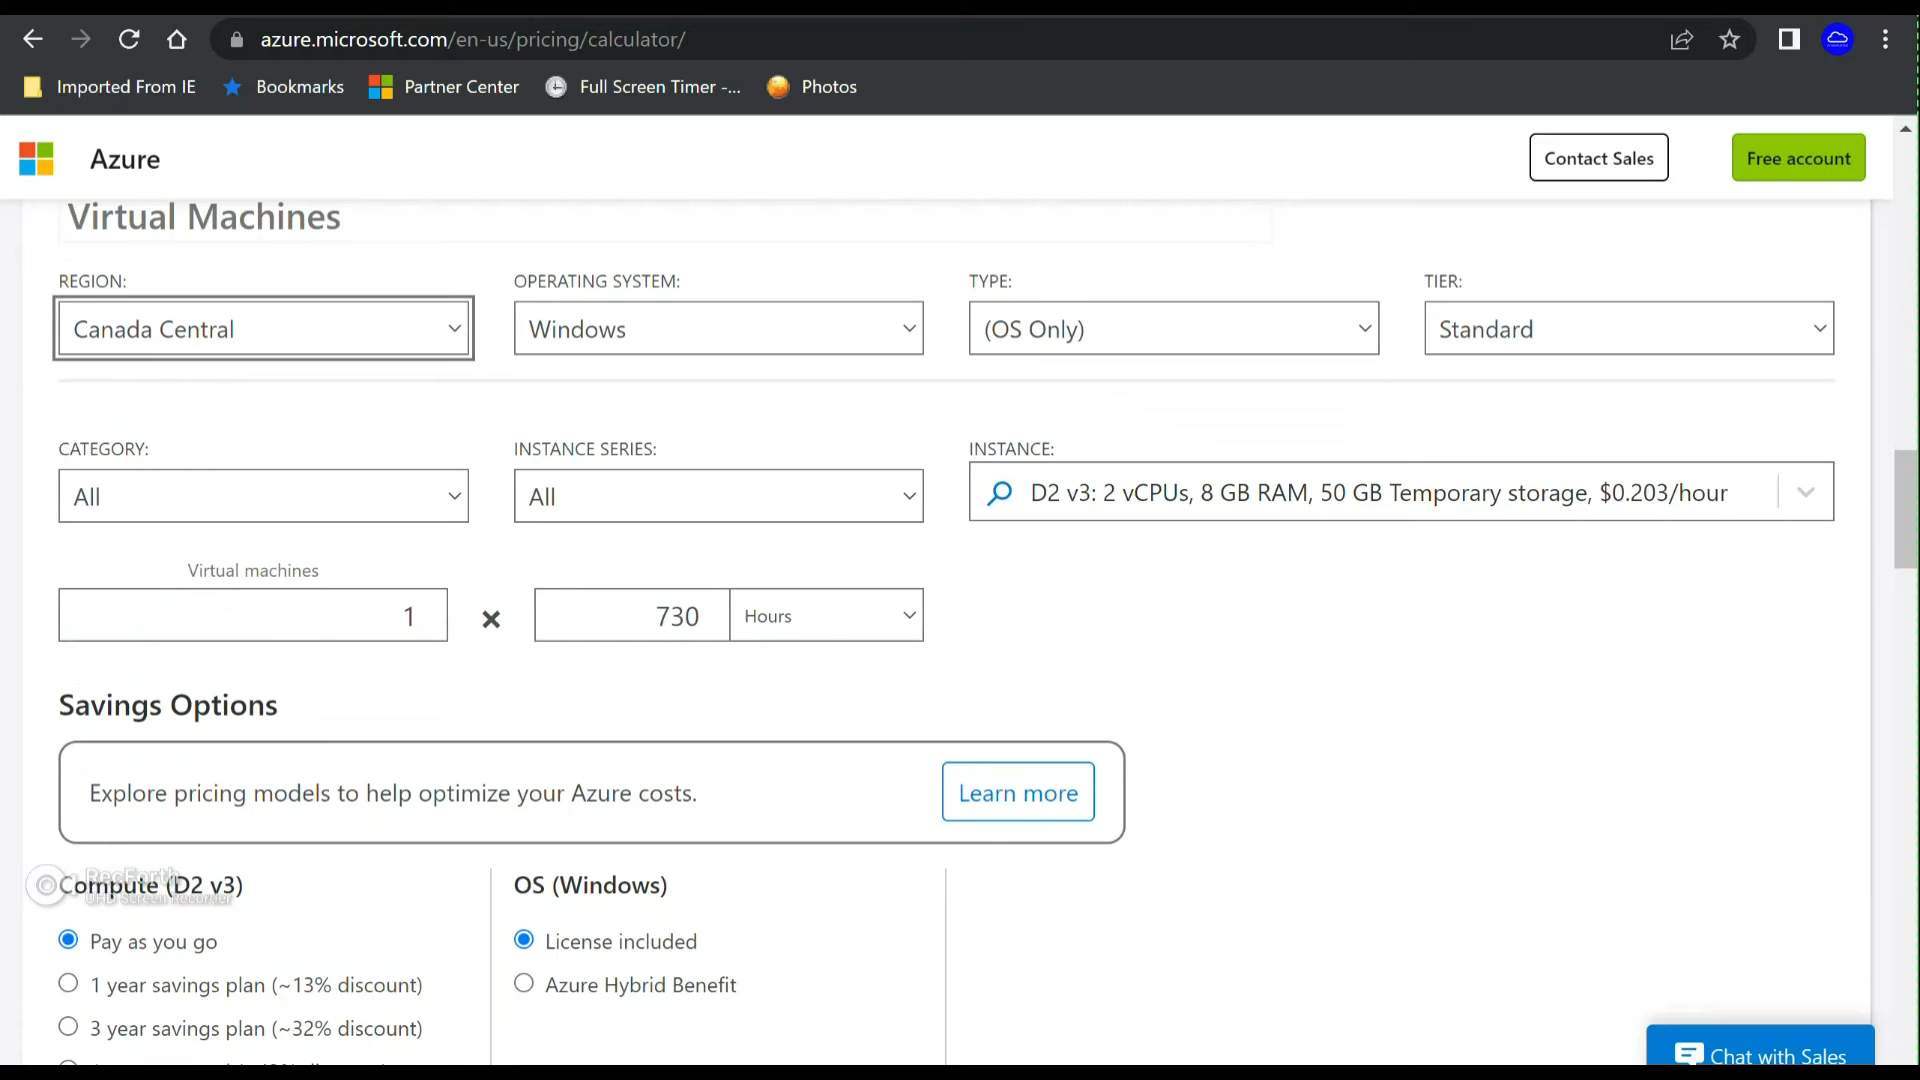 azure.microsoft.com/en-us/pricing/calculator/
Imported From IE Bookmarks Partner Center Full Screen Timer -... Photos
Azure Contact Sales Free account
Virtual Machines
REGION: OPERATING SYSTEM: TYPE: TIER:
Canada Central Windows (OS Only) Standard
CATEGORY: INSTANCE SERIES: INSTANCE:
All All D2 v3: 2 vCPUs, 8 GB RAM, 50 GB Temporary storage, $0.203/hour
Virtual machines
1 × 730 Hours
Savings Options
Explore pricing models to help optimize your Azure costs. Learn more
RecForth
UHD Screen Recorder
Compute (D2 v3) OS (Windows)
Pay as you go License included
1 year savings plan (~13% discount) Azure Hybrid Benefit
3 year savings plan (~32% discount)
Chat with Sales